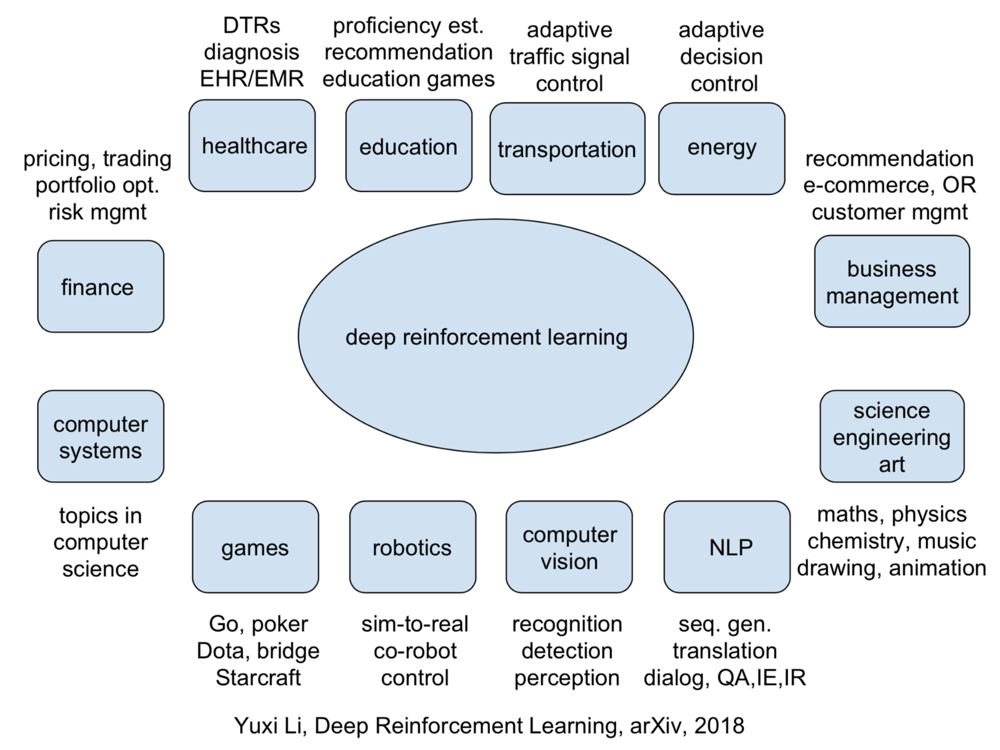 DTRs
diagnosis
EHR/EMR
healthcare
proficiency est.
recommendation
education games
education
adaptive
traffic signal
control
transportation
adaptive
decision
control
energy
pricing, trading
portfolio opt.
risk mgmt
finance
recommendation
e-commerce, OR
customer mgmt
business
management
deep reinforcement learning
computer
systems
topics in
computer
science
science
engineering
art
maths, physics
chemistry, music
drawing, animation
games
Go, poker
Dota, bridge
Starcraft
robotics
sim-to-real
co-robot
control
computer
vision
recognition
detection
perception
NLP
seq. gen.
translation
dialog, QA,IE,IR
Yuxi Li, Deep Reinforcement Learning, arXiv, 2018